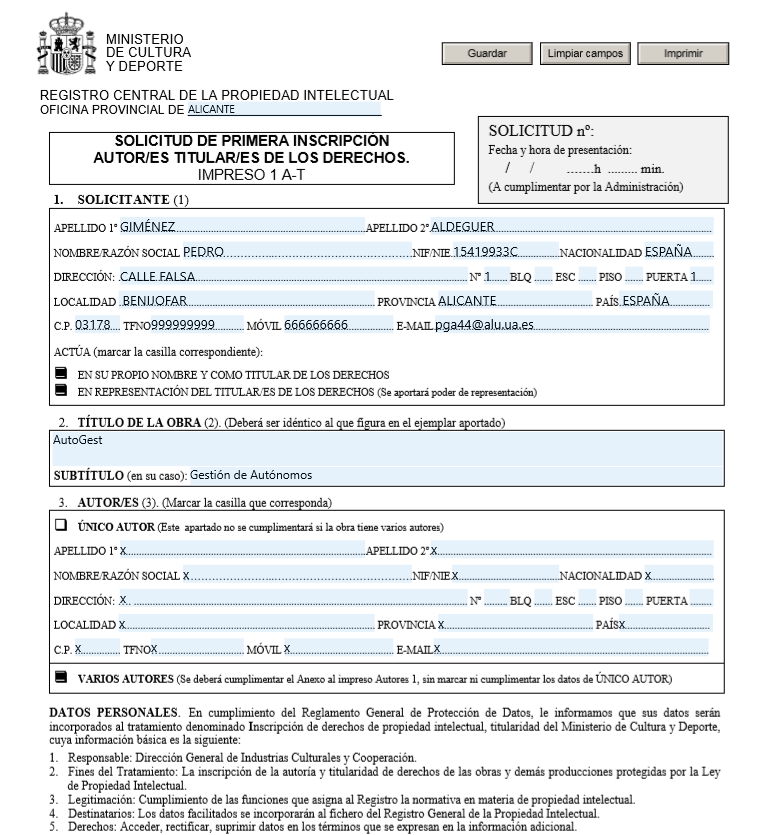 MINISTERIO
DE CULTURA
Y DEPORTE
Guardar Limpiar campos Imprimir
REGISTRO CENTRAL DE LA PROPIEDAD INTELECTUAL
OFICINA PROVINCIAL DE ALICANTE
SOLICITUD DE PRIMERA INSCRIPCIÓN
AUTOR/ES TITULAR/ES DE LOS DERECHOS.
IMPRESO 1 A-T
SOLICITUD nº:
Fecha y hora de presentación:
/ / .......h ......... min.
(A cumplimentar por la Administración)
1. SOLICITANTE (1)
APELLIDO 1º GIMÉNEZ APELLIDO 2º ALDEGUER
NOMBRE/RAZÓN SOCIAL PEDRO NIF/NIE 15419933C NACIONALIDAD ESPAÑA
DIRECCIÓN: CALLE FALSA Nº 1 BLQ ESC PISO PUERTA 1
LOCALIDAD BENIJOFAR PROVINCIA ALICANTE PAÍS ESPAÑA
C.P. 03178 TFNO 999999999 MÓVIL 666666666 E-MAIL pga44@alu.ua.es
ACTÚA (marcar la casilla correspondiente):
EN SU PROPIO NOMBRE Y COMO TITULAR DE LOS DERECHOS
EN REPRESENTACIÓN DEL TITULAR/ES DE LOS DERECHOS (Se aportará poder de representación)
2. TÍTULO DE LA OBRA (2). (Deberá ser idéntico al que figura en el ejemplar aportado)
AutoGest
SUBTÍTULO (en su caso): Gestión de Autónomos
3. AUTOR/ES (3). (Marcar la casilla que corresponda)
ÚNICO AUTOR (Este apartado no se cumplimentará si la obra tiene varios autores)
APELLIDO 1º X APELLIDO 2º X
NOMBRE/RAZÓN SOCIAL X NIF/NIE X NACIONALIDAD X
DIRECCIÓN: X Nº BLQ ESC PISO PUERTA
LOCALIDAD X PROVINCIA X PAÍS X
C.P. X TFNO X MÓVIL X E-MAIL X
VARIOS AUTORES (Se deberá cumplimentar el Anexo al impreso Autores 1, sin marcar ni cumplimentar los datos de ÚNICO AUTOR)
DATOS PERSONALES. En cumplimiento del Reglamento General de Protección de Datos, le informamos que sus datos serán
incorporados al tratamiento denominado Inscripción de derechos de propiedad intelectual, titularidad del Ministerio de Cultura y Deporte,
cuya información básica es la siguiente:
1. Responsable: Dirección General de Industrias Culturales y Cooperación.
2. Fines del Tratamiento: La inscripción de la autoría y titularidad de derechos de las obras y demás producciones protegidas por la Ley
de Propiedad Intelectual.
3. Legitimación: Cumplimiento de las funciones que asigna al Registro la normativa en materia de propiedad intelectual.
4. Destinatarios: Los datos facilitados se incorporarán al fichero del Registro General de la Propiedad Intelectual.
5. Derechos: Acceder, rectificar, suprimir datos en los términos que se expresan en la información adicional.